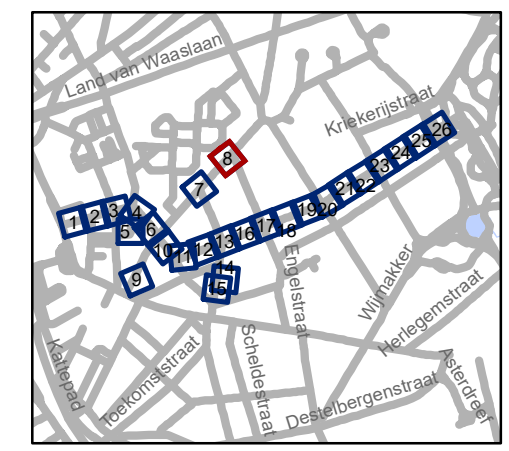 Land van Waaslaan
Kriekerijstraat
1
2
3
4
5
6
7
8
9
10
11
12
13
14
15
16
17
18
19
20
21
22
23
24
25
26
Engelstraat
Wijmakker
Herlegemstraat
Kattepad
Toekomststraat
Scheldestraat
Destelbergenstraat
Asterdreef